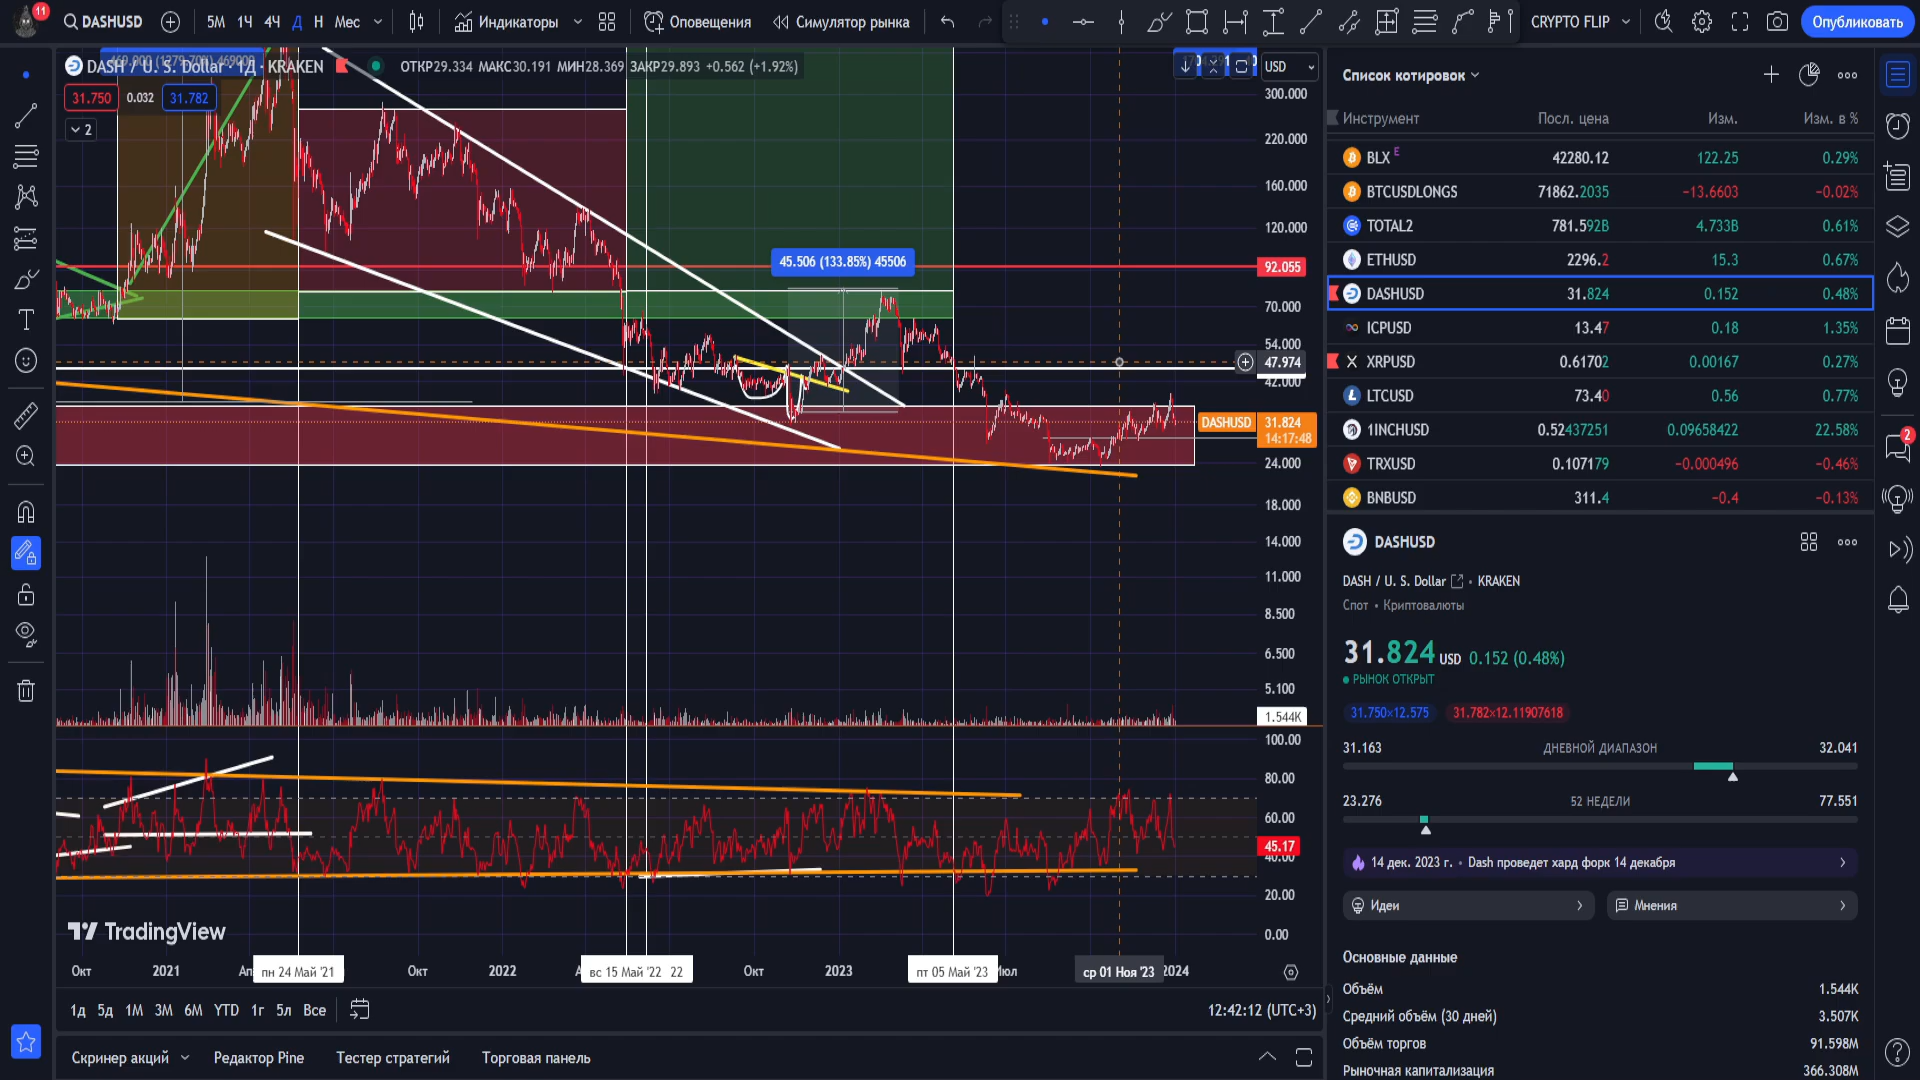 11
DASHUSD
5М 1Ч 4Ч Д Н Мес
Индикаторы
Оповещения
Симулятор рынка
CRYPTO FLIP
Опубликовать
DASH / U. S. Dollar · 1Д · KRAKEN
ОТКР29.334 МАКС30.191 МИН28.369 ЗАКР29.893 +0.562 (+1.92%)
USD
31.750 0.032 31.782
2
45.506 (133.85%) 45506
300.000
220.000
160.000
120.000
92.055
70.000
54.000
47.974
42.000
DASHUSD 31.824
14:17:48
24.000
18.000
14.000
11.000
8.500
6.500
5.100
1.544K
100.00
80.00
60.00
45.17
40.00
20.00
0.00
TradingView
Окт 2021 пн 24 Май '21 Окт 2022 вс 15 Май '22 22 Окт 2023 пт 05 Май '23 Июл ср 01 Ноя '23 2024
1д 5д 1М 3М 6М YTD 1г 5л Все
12:42:12 (UTC+3)
Скринер акций Редактор Pine Тестер стратегий Торговая панель
Список котировок
Инструмент Посл. цена Изм. Изм. в %
BLX E 42280.12 122.25 0.29%
BTCUSDLONGS 71862.2035 −13.6603 −0.02%
TOTAL2 781.592B 4.733B 0.61%
ETHUSD 2296.2 15.3 0.67%
DASHUSD 31.824 0.152 0.48%
ICPUSD 13.47 0.18 1.35%
XRPUSD 0.61702 0.00167 0.27%
LTCUSD 73.40 0.56 0.77%
1INCHUSD 0.52437251 0.09658422 22.58%
TRXUSD 0.107179 −0.000496 −0.46%
BNBUSD 311.4 −0.4 −0.13%
2
DASHUSD
DASH / U. S. Dollar • KRAKEN
Спот • Криптовалюты
31.824 USD 0.152 (0.48%)
РЫНОК ОТКРЫТ
31.750×12.575 31.782×12.11907618
31.163 ДНЕВНОЙ ДИАПАЗОН 32.041
23.276 52 НЕДЕЛИ 77.551
14 дек. 2023 г. • Dash проведет хард форк 14 декабря
Идеи
Мнения
Основные данные
Объём 1.544K
Средний объём (30 дней) 3.507K
Объём торгов 91.598M
Рыночная капитализация 366.308M